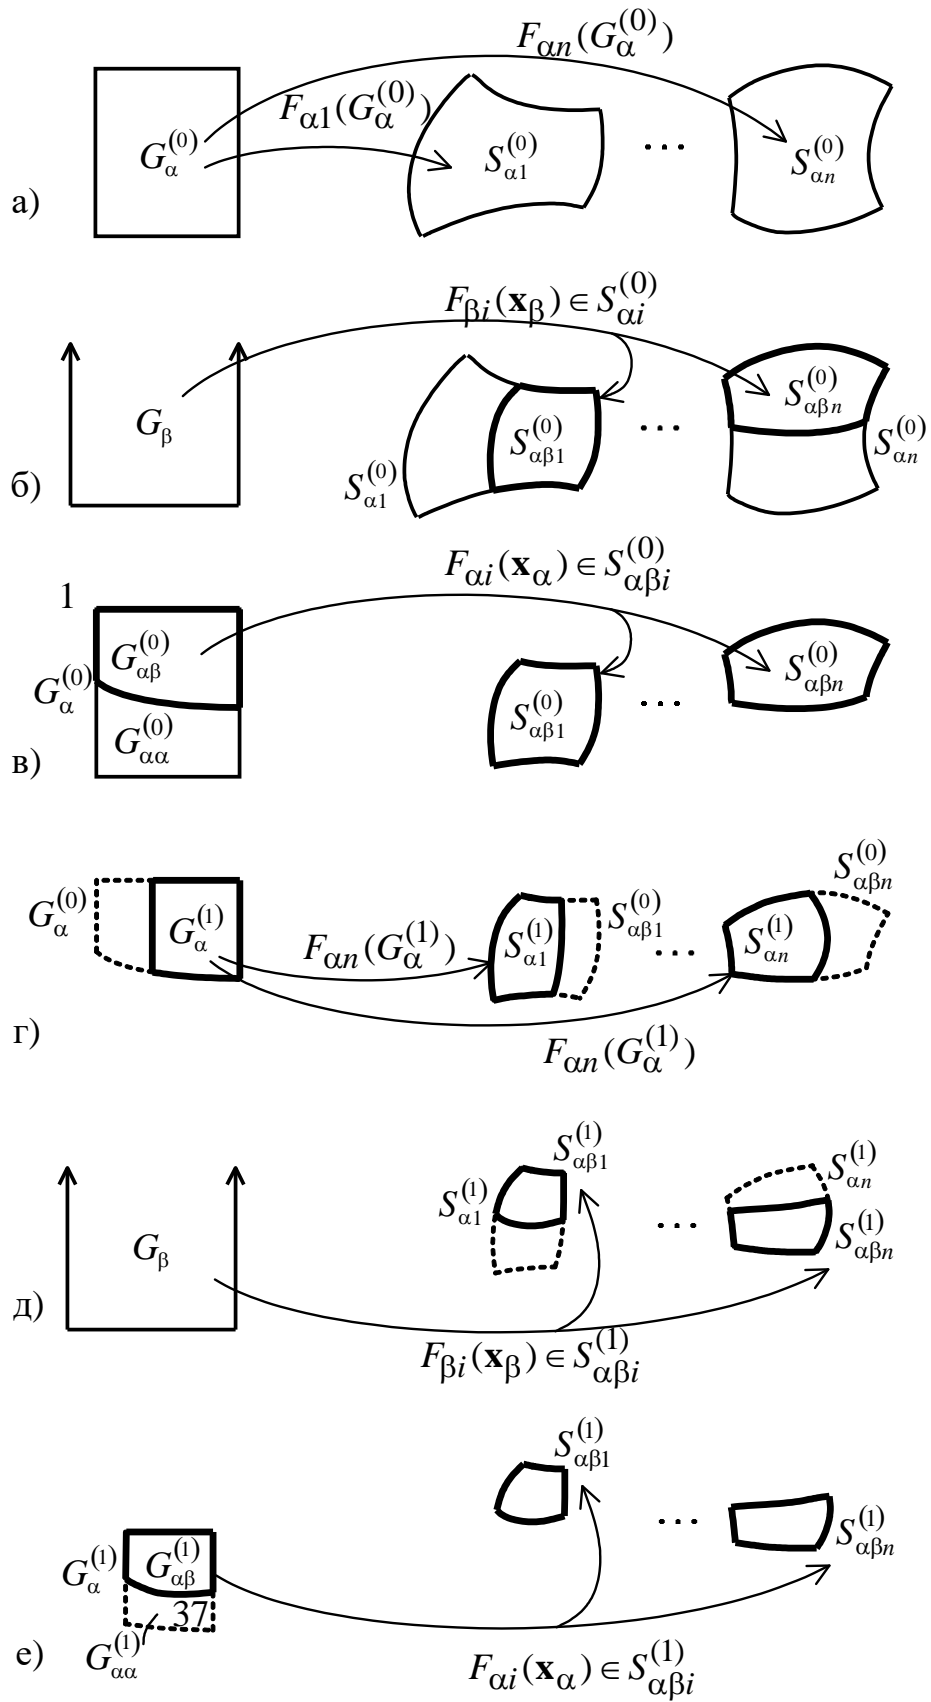 F_{αn}(G_α^{(0)})
F_{α1}(G_α^{(0)})
G_α^{(0)} S_{α1}^{(0)} ... S_{αn}^{(0)}
а)
F_{βi}(x_β) ∈ S_{αi}^{(0)}
G_β S_{αβ1}^{(0)} ... S_{αβn}^{(0)}
б) S_{α1}^{(0)} S_{αn}^{(0)}
F_{αi}(x_α) ∈ S_{αβi}^{(0)}
1
G_{αβ}^{(0)} S_{αβn}^{(0)}
G_α^{(0)} S_{αβ1}^{(0)} ...
G_{αα}^{(0)}
в)
S_{αβn}^{(0)}
G_α^{(0)} G_α^{(1)} S_{α1}^{(1)} S_{αβ1}^{(0)} ... S_{αn}^{(1)}
F_{αn}(G_α^{(1)})
г)
F_{αn}(G_α^{(1)})
S_{αβ1}^{(1)} S_{αn}^{(1)}
S_{α1}^{(1)} ...
G_β S_{αβn}^{(1)}
д)
F_{βi}(x_β) ∈ S_{αβi}^{(1)}
S_{αβ1}^{(1)}
... S_{αβn}^{(1)}
G_α^{(1)} G_{αβ}^{(1)}
37
G_{αα}^{(1)}
е)
F_{αi}(x_α) ∈ S_{αβi}^{(1)}